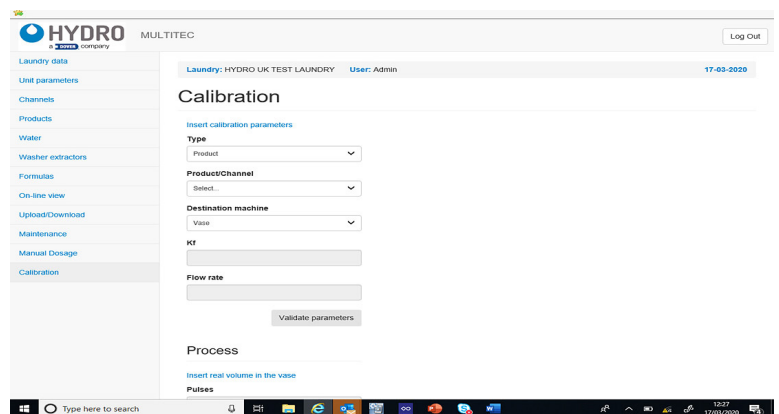 HYDRO
a DOVER company
MULTITEC
Log Out
Laundry data
Unit parameters
Channels
Products
Water
Washer extractors
Formulas
On-line view
Upload/Download
Maintenance
Manual Dosage
Calibration
Laundry: HYDRO UK TEST LAUNDRY User: Admin 17-03-2020
Calibration
Insert calibration parameters
Type
Product
Product/Channel
Select...
Destination machine
Vase
Kf
Flow rate
Validate parameters
Process
Insert real volume in the vase
Pulses
Type here to search
12:27
17/03/2020